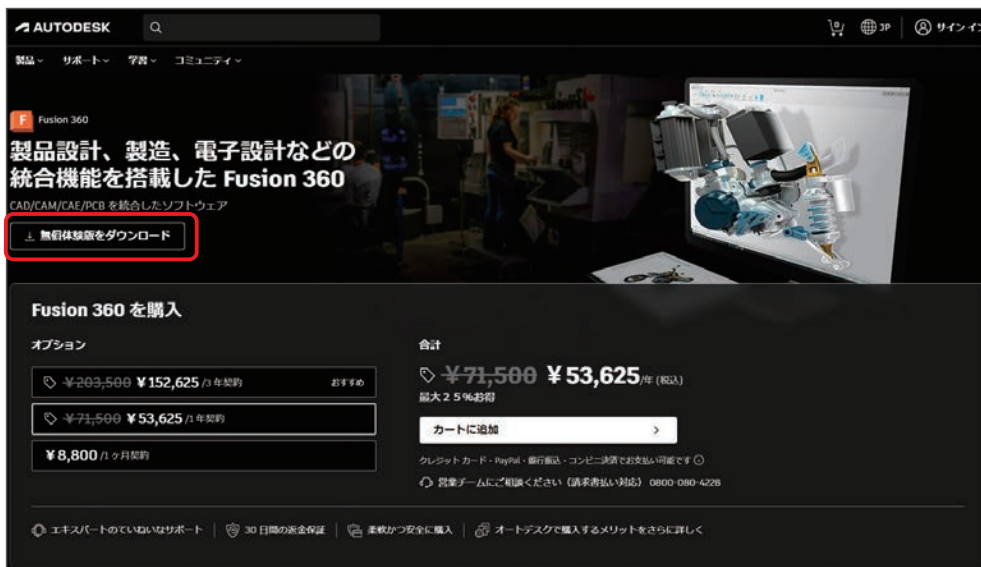 AUTODESK
JP
サインイン
製品 サポート 学習 コミュニティ
F Fusion 360
製品設計、製造、電子設計などの
統合機能を搭載した Fusion 360
CAD/CAM/CAE/PCB を統合したソフトウェア
無償体験版をダウンロード
Fusion 360 を購入
オプション
¥203,500 ¥152,625 /3 年契約 おすすめ
¥71,500 ¥53,625 /1 年契約
¥8,800 /1 ヶ月契約
合計
¥71,500 ¥53,625/年 (税込)
最大25%お得
カートに追加
クレジット カード・PayPal・銀行振込・コンビニ決済でお支払い可能です
営業チームにご相談ください（請求書払い対応） 0800-080-4228
エキスパートのていねいなサポート
30 日間の返金保証
柔軟かつ安全に購入
オートデスクで購入するメリットをさらに詳しく